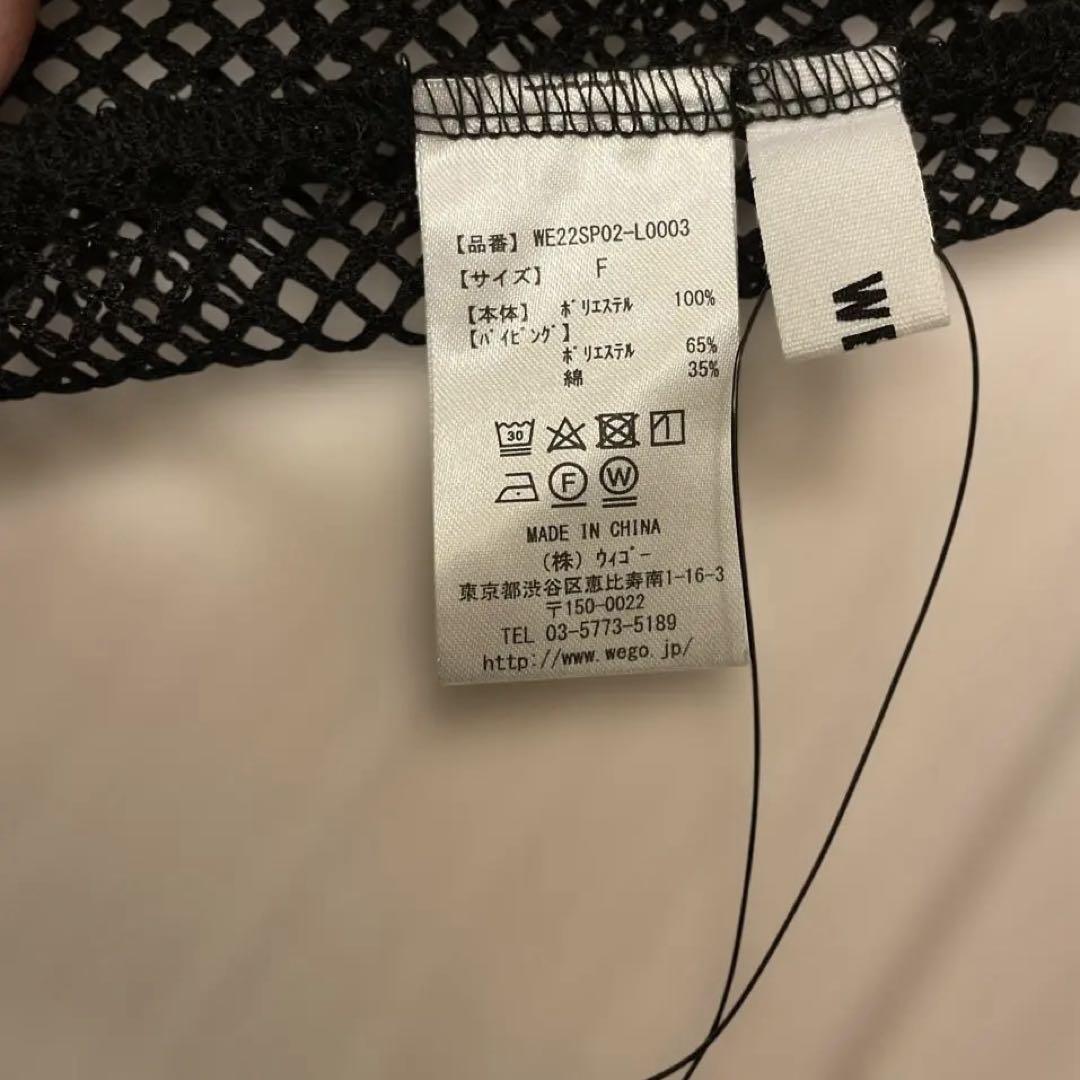 【品番】 WE22SP02-L0003
【サイズ】 F
【本体】 ﾎﾟﾘｴｽﾃﾙ 100%
【ﾊﾟｲﾋﾟﾝｸﾞ】
ﾎﾟﾘｴｽﾃﾙ 65%
綿 35%
30
F W
MADE IN CHINA
(株) ｳｨｺﾞｰ
東京都渋谷区恵比寿南1-16-3
〒150-0022
TEL 03-5773-5189
http://www.wego.jp/
WE